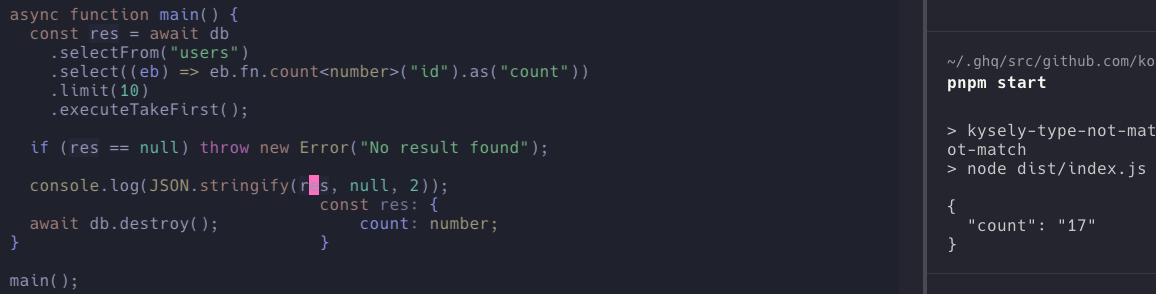 async function main() {
  const res = await db
    .selectFrom("users")
    .select((eb) => eb.fn.count<number>("id").as("count"))
    .limit(10)
    .executeTakeFirst();
  if (res == null) throw new Error("No result found");
  console.log(JSON.stringify(res, null, 2));
const res: {
  await db.destroy();
    count: number;
}
}
main();
~/.ghq/src/github.com/ko
pnpm start
> kysely-type-not-mat
ot-match
> node dist/index.js
{
  "count": "17"
}